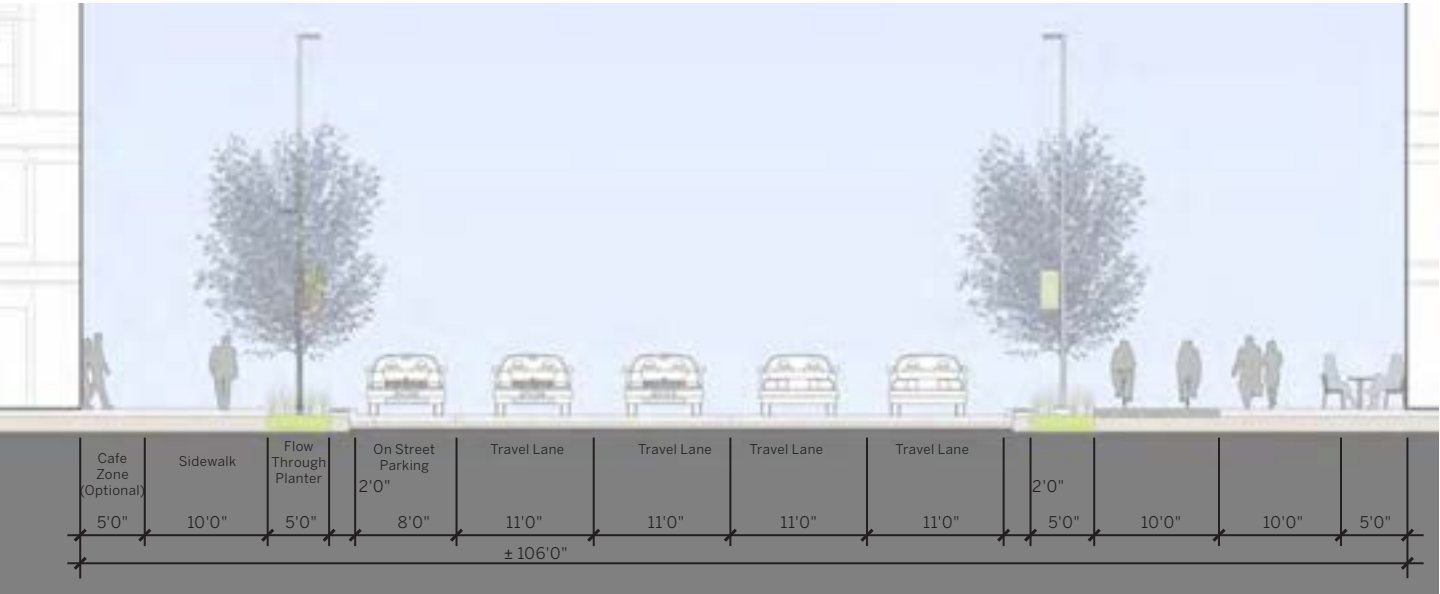 Cafe
Zone
(Optional)
Sidewalk
Flow
Through
Planter
On Street
Parking
Travel Lane
Travel Lane
Travel Lane
Travel Lane
2'0"
2'0"
5'0"
10'0"
5'0"
8'0"
11'0"
11'0"
11'0"
11'0"
5'0"
10'0"
10'0"
5'0"
± 106'0"